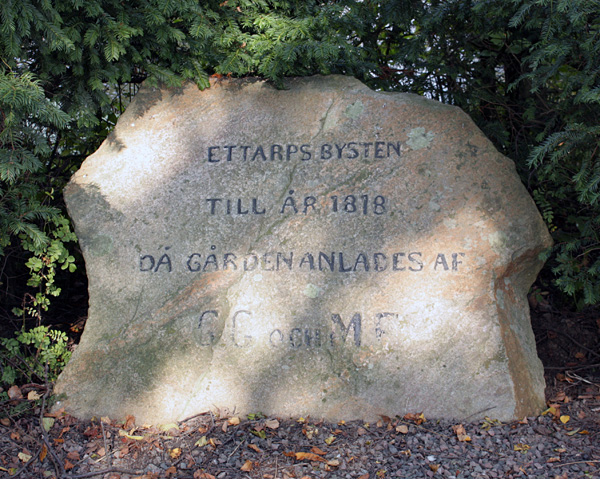 ETTARPS BYSTEN
TILL ÅR 1818
DÅ GÅRDEN ANLADES AF
C. C OCH M F